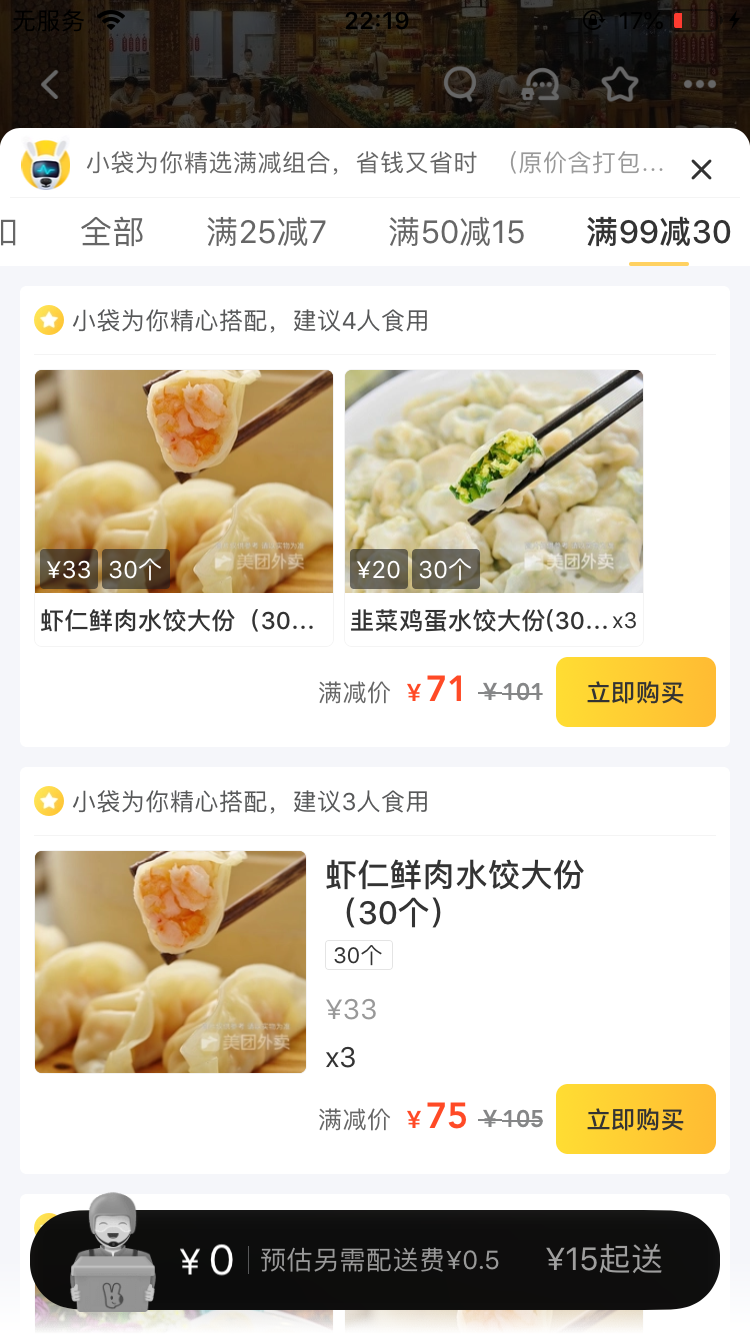 无服务
22:19
17%
小袋为你精选满减组合，省钱又省时 （原价含打包...
全部
满25减7
满50减15
满99减30
小袋为你精心搭配，建议4人食用
¥33
30个
美团外卖
¥20
30个
美团外卖
虾仁鲜肉水饺大份（30...
韭菜鸡蛋水饺大份(30...x3
满减价 ¥71 ¥101
立即购买
小袋为你精心搭配，建议3人食用
美团外卖
虾仁鲜肉水饺大份
（30个）
30个
¥33
x3
满减价 ¥75 ¥105
立即购买
¥0
预估另需配送费¥0.5
¥15起送